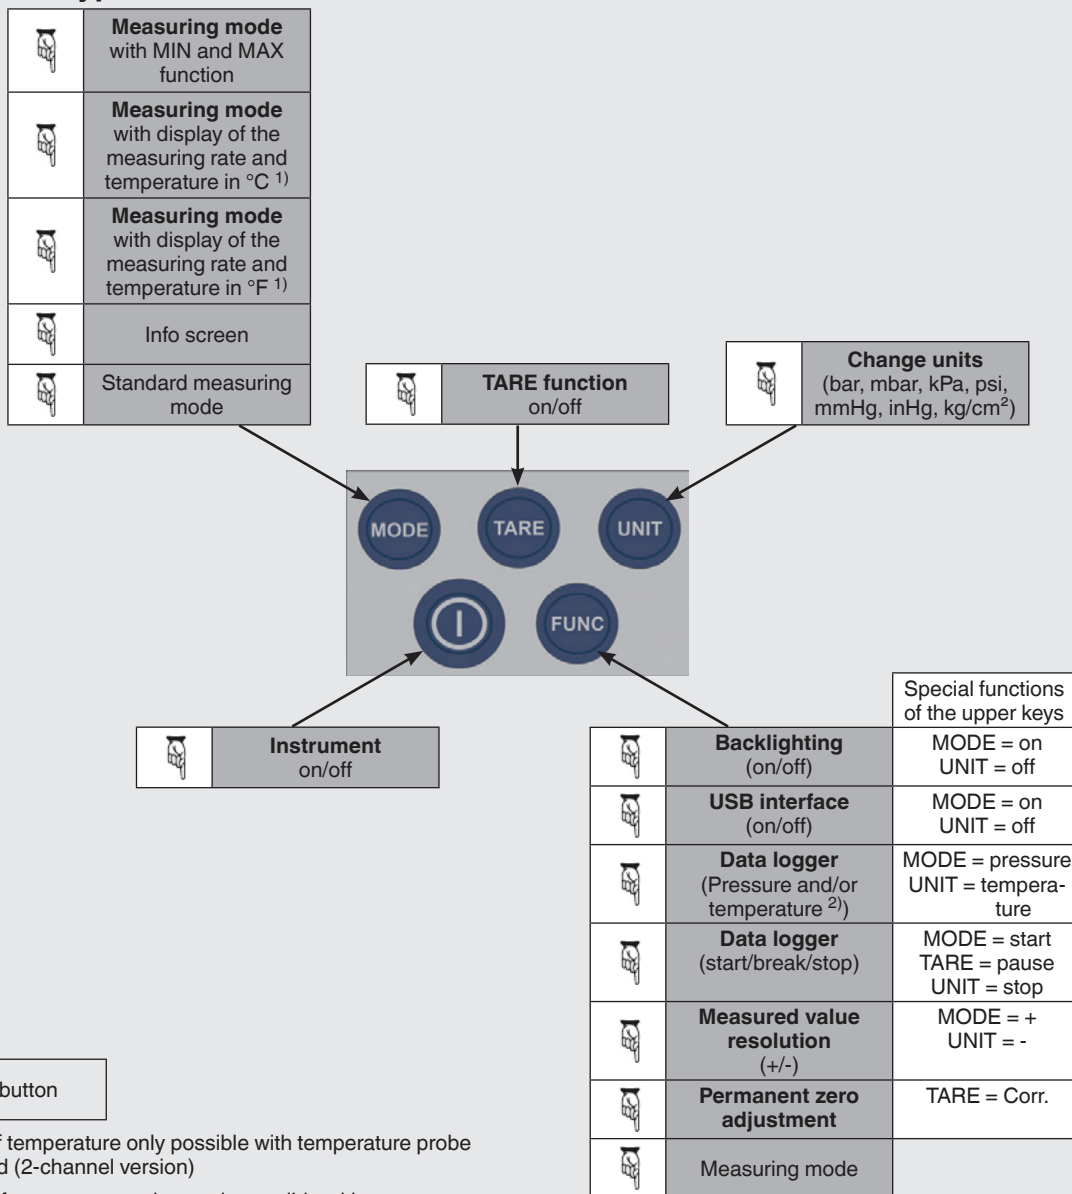 Measuring mode
with MIN and MAX
function
Measuring mode
with display of the
measuring rate and
temperature in °C 1)
Measuring mode
with display of the
measuring rate and
temperature in °F 1)
Info screen
Standard measuring
mode
TARE function
on/off
Change units
(bar, mbar, kPa, psi,
mmHg, inHg, kg/cm²)
MODE
TARE
UNIT
FUNC
Instrument
on/off
Special functions
of the upper keys
Backlighting
(on/off)
MODE = on
UNIT = off
USB interface
(on/off)
MODE = on
UNIT = off
Data logger
(Pressure and/or
temperature 2))
MODE = pressure
UNIT = tempera-
ture
Data logger
(start/break/stop)
MODE = start
TARE = pause
UNIT = stop
Measured value
resolution
(+/-)
MODE = +
UNIT = -
Permanent zero
adjustment
TARE = Corr.
Measuring mode
button
temperature only possible with temperature probe
(2-channel version)